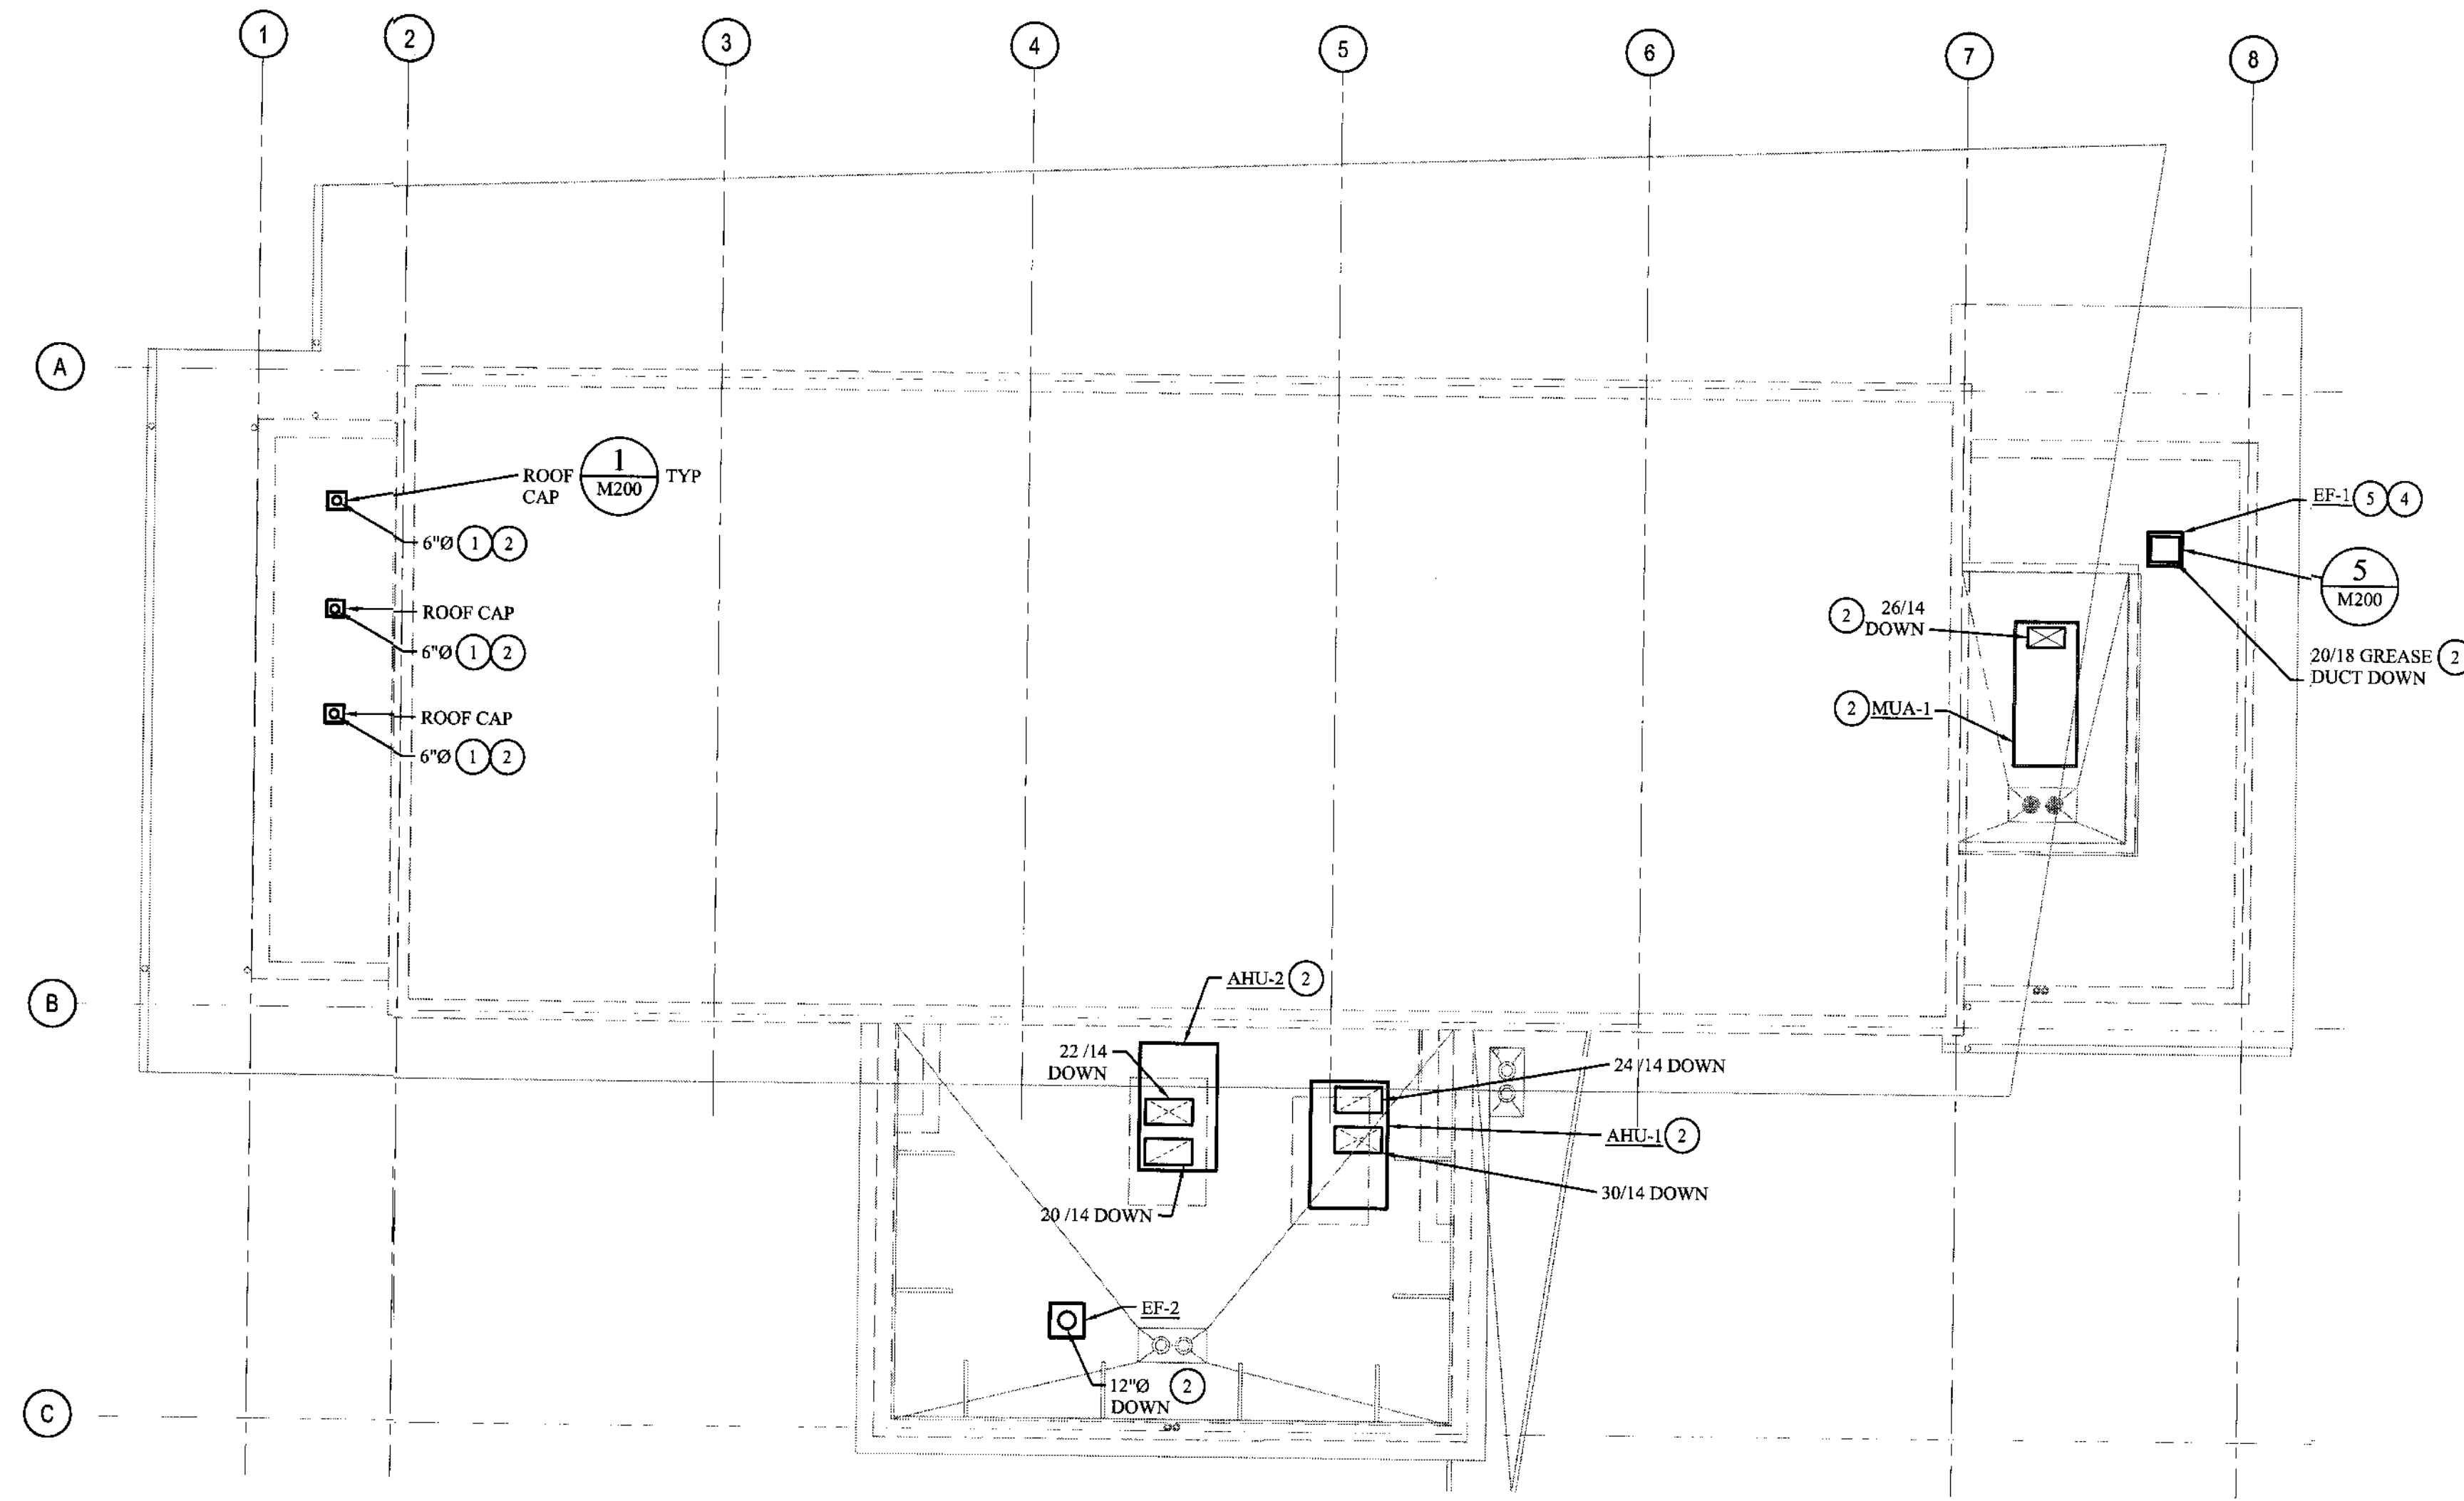 1
2
3
4
5
6
7
8
A
ROOF
CAP
1
M200
TYP
6"Ø 1 2
ROOF CAP
6"Ø 1 2
ROOF CAP
6"Ø 1 2
EF-1 5 4
5
M200
2 26/14
DOWN
20/18 GREASE 2
DUCT DOWN
2 MUA-1
B
AHU-2 2
22 /14
DOWN
24 /14 DOWN
AHU-1 2
30/14 DOWN
20 /14 DOWN
EF-2
12"Ø 2
DOWN
C